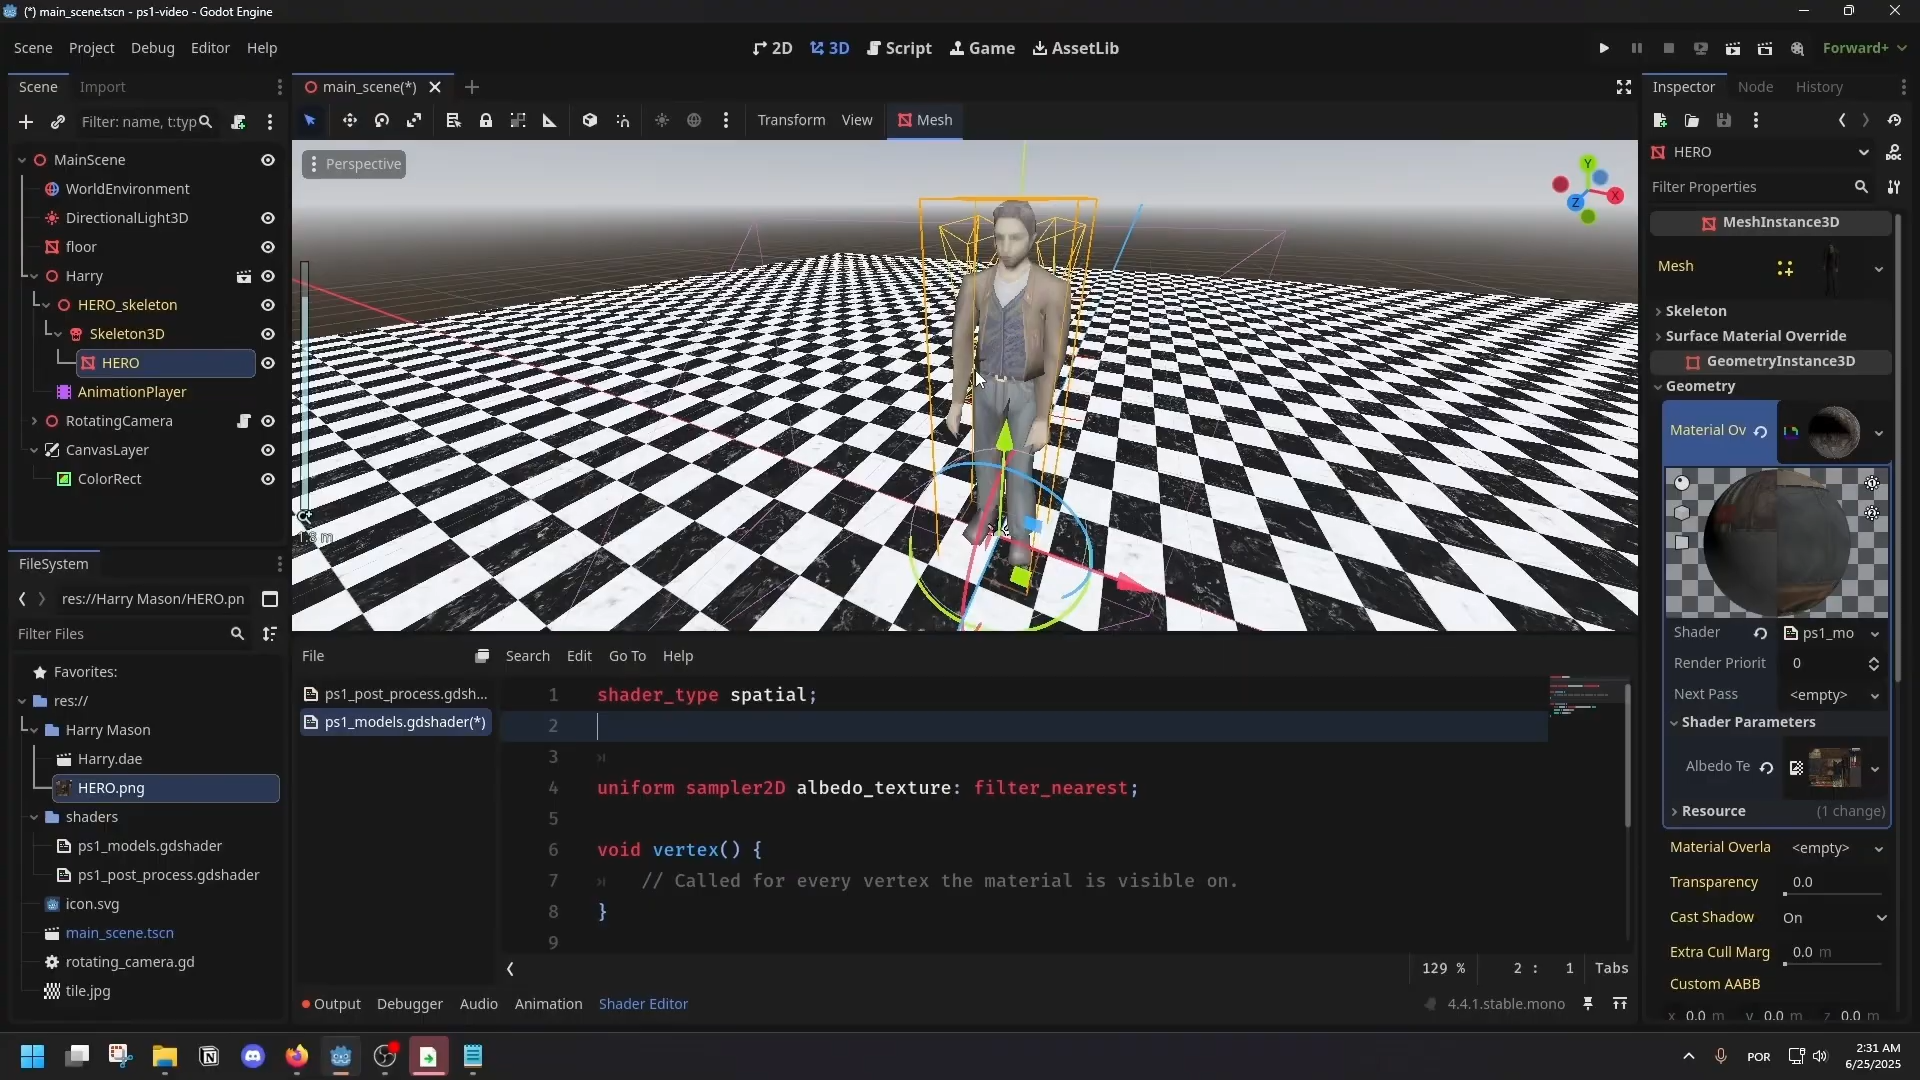 (*) main_scene.tscn - ps1-video - Godot Engine
Scene Project Debug Editor Help
2D 3D Script Game AssetLib
Forward+
Scene Import
Filter: name, t:typ
MainScene
WorldEnvironment
DirectionalLight3D
floor
Harry
HERO_skeleton
Skeleton3D
HERO
AnimationPlayer
RotatingCamera
CanvasLayer
ColorRect
FileSystem
res://Harry Mason/HERO.pn
Filter Files
Favorites:
res://
Harry Mason
Harry.dae
HERO.png
shaders
ps1_models.gdshader
ps1_post_process.gdshader
icon.svg
main_scene.tscn
rotating_camera.gd
tile.jpg
main_scene(*)
Transform View Mesh
Perspective
Y
X
Z
File Search Edit Go To Help
ps1_post_process.gdsh...
ps1_models.gdshader(*)
1 shader_type spatial;
2
3
4 uniform sampler2D albedo_texture: filter_nearest;
5
6 void vertex() {
7 // Called for every vertex the material is visible on.
8 }
9
129 % 2 : 1 Tabs
Output Debugger Audio Animation Shader Editor
4.4.1.stable.mono
Inspector Node History
HERO
DOC
Filter Properties
MeshInstance3D
Mesh
Skeleton
Surface Material Override
GeometryInstance3D
Geometry
Material Ov
Shader ps1_mo
Render Priorit 0
Next Pass <empty>
Shader Parameters
Albedo Te
Resource (1 change)
Material Overla <empty>
Transparency 0.0
Cast Shadow On
Extra Cull Marg 0.0 m
Custom AABB
x 0.0 m y 0.0 m z 0.0 m
POR
2:31 AM
6/25/2025